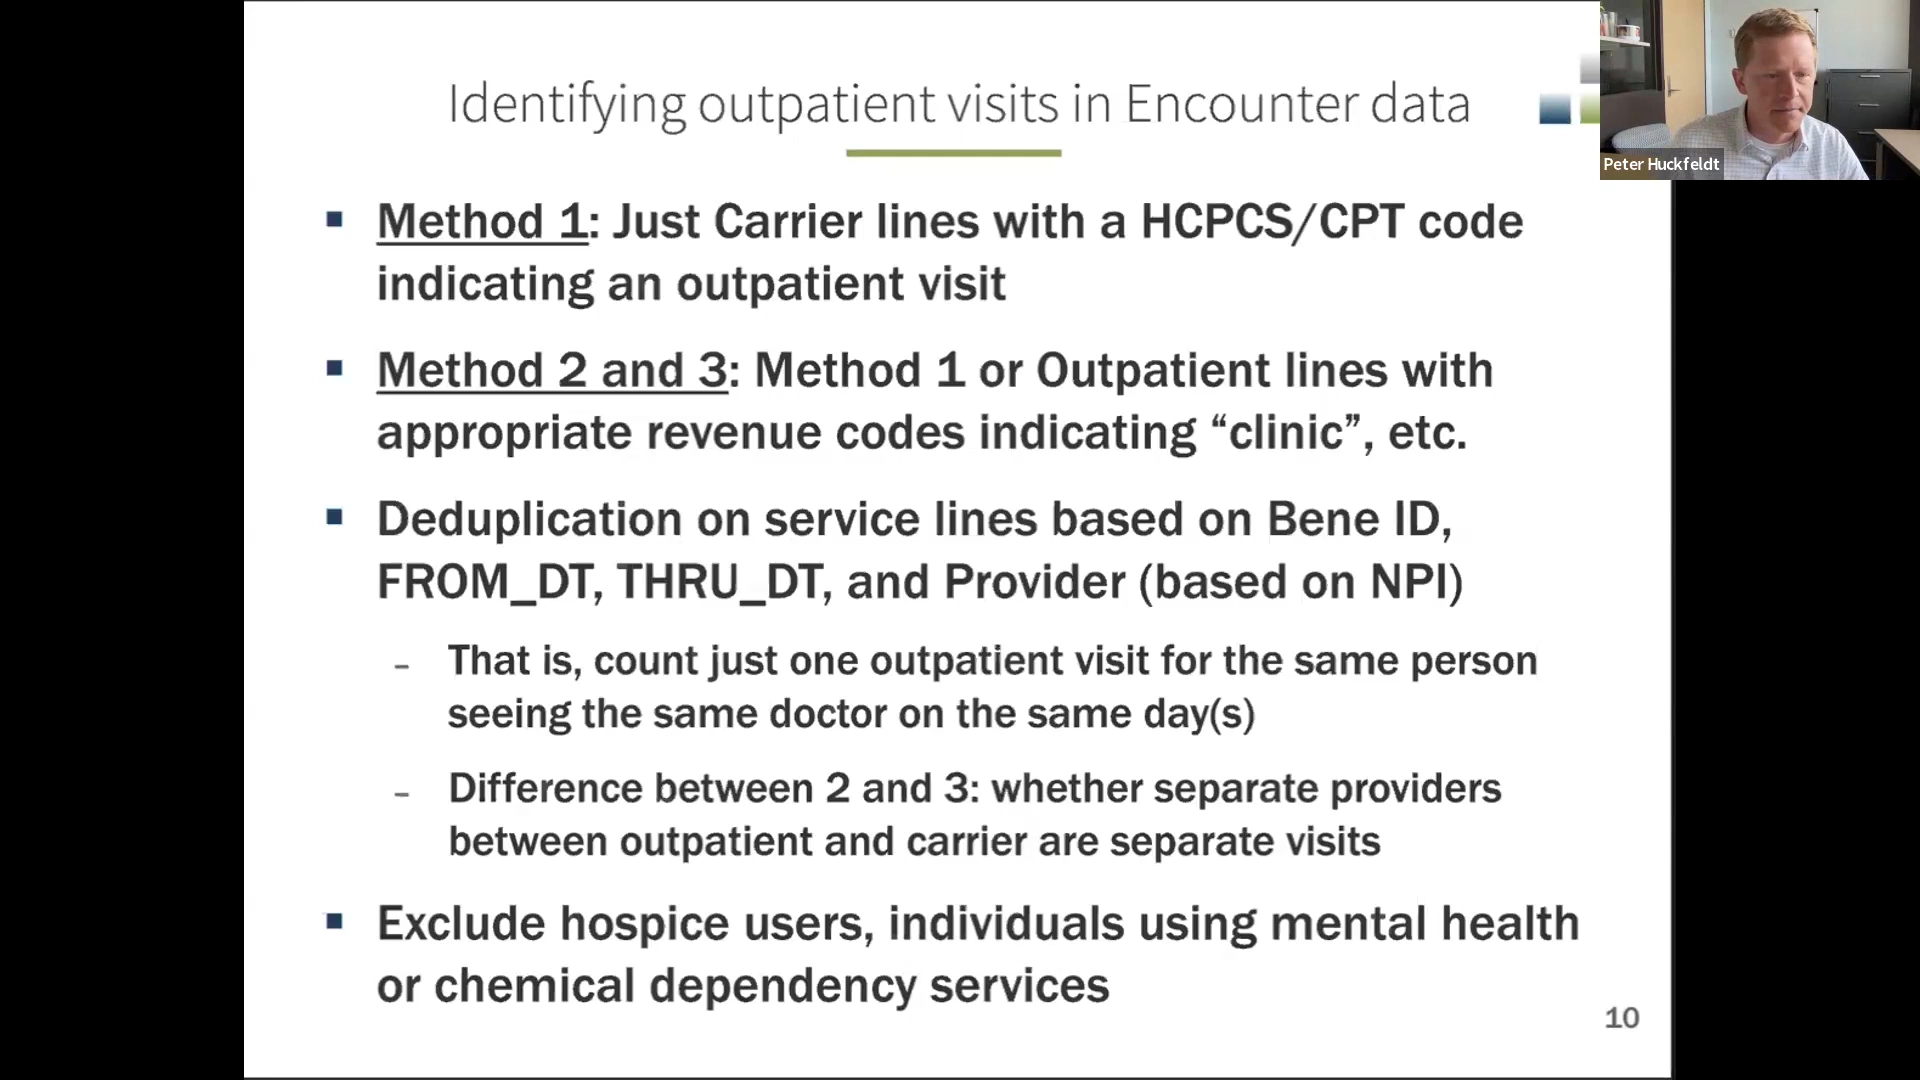 Identifying outpatient visits in Encounter data
Peter Huckfeldt
▪ Method 1: Just Carrier lines with a HCPCS/CPT code
indicating an outpatient visit
▪ Method 2 and 3: Method 1 or Outpatient lines with
appropriate revenue codes indicating “clinic”, etc.
▪ Deduplication on service lines based on Bene ID,
FROM_DT, THRU_DT, and Provider (based on NPI)
- That is, count just one outpatient visit for the same person
seeing the same doctor on the same day(s)
- Difference between 2 and 3: whether separate providers
between outpatient and carrier are separate visits
▪ Exclude hospice users, individuals using mental health
or chemical dependency services
10